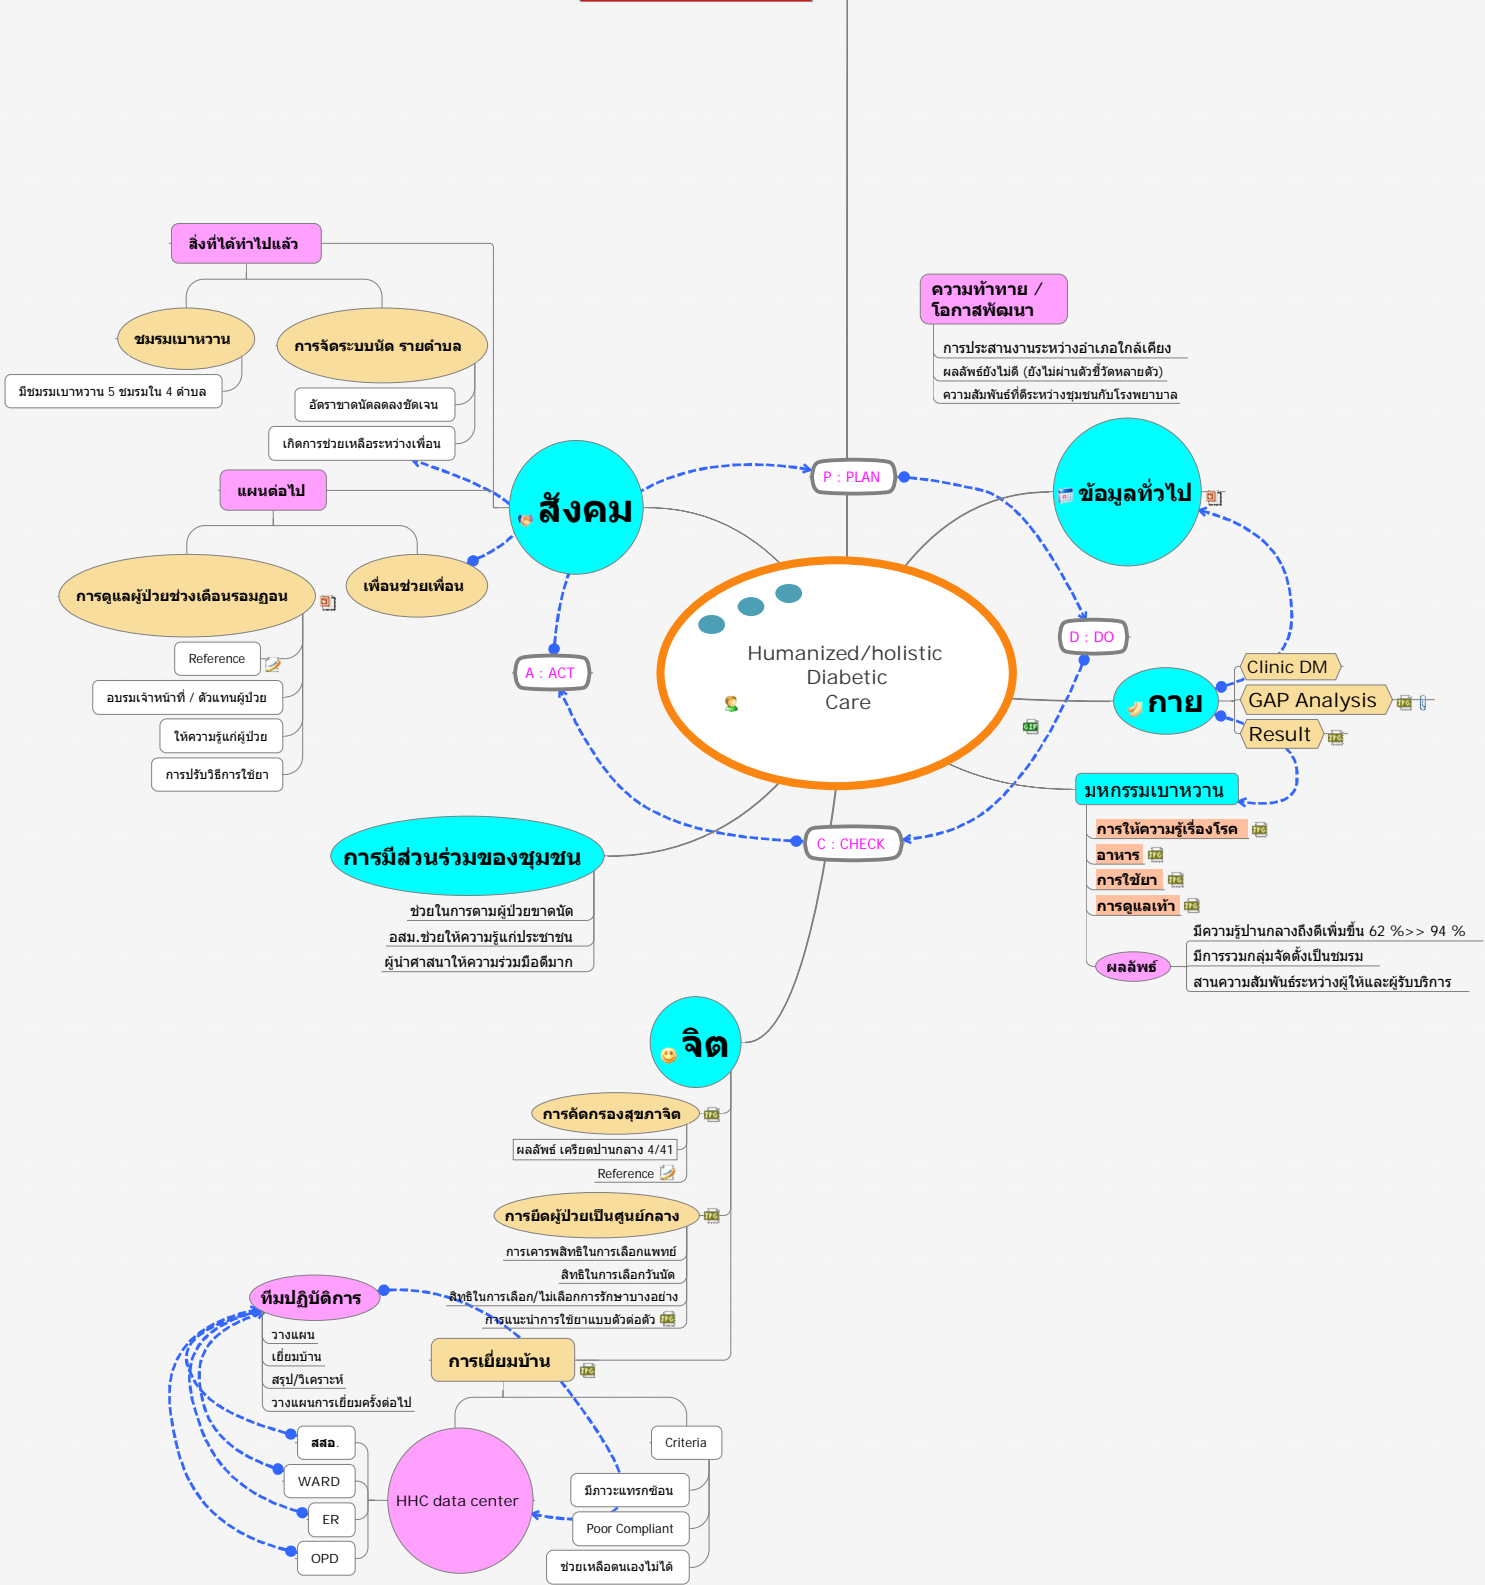 สิ่งที่ได้ทำไปแล้ว
ชมรมเบาหวาน
มีชมรมเบาหวาน 5 ชมรมใน 4 ตำบล
การจัดระบบนัด รายตำบล
อัตราขาดนัดลดลงชัดเจน
เกิดการช่วยเหลือระหว่างเพื่อน
แผนต่อไป
การดูแลผู้ป่วยช่วงเดือนรอมฎอน
Reference
อบรมเจ้าหน้าที่ / ตัวแทนผู้ป่วย
ให้ความรู้แก่ผู้ป่วย
การปรับวิธีการใช้ยา
เพื่อนช่วยเพื่อน
สังคม
P : PLAN
ความท้าทาย /
โอกาสพัฒนา
การประสานงานระหว่างอำเภอใกล้เคียง
ผลลัพธ์ยังไม่ดี (ยังไม่ผ่านตัวชี้วัดหลายตัว)
ความสัมพันธ์ที่ดีระหว่างชุมชนกับโรงพยาบาล
ข้อมูลทั่วไป
D : DO
A : ACT
Humanized/holistic
Diabetic
Care
กาย
Clinic DM
GAP Analysis
Result
C : CHECK
มหกรรมเบาหวาน
การให้ความรู้เรื่องโรค
อาหาร
การใช้ยา
การดูแลเท้า
ผลลัพธ์
มีความรู้ปานกลางถึงดีเพิ่มขึ้น 62 %>> 94 %
มีการรวมกลุ่มจัดตั้งเป็นชมรม
สานความสัมพันธ์ระหว่างผู้ให้และผู้รับบริการ
การมีส่วนร่วมของชุมชน
ช่วยในการตามผู้ป่วยขาดนัด
อสม.ช่วยให้ความรู้แก่ประชาชน
ผู้นำศาสนาให้ความร่วมมือดีมาก
จิต
การคัดกรองสุขภาจิต
ผลลัพธ์ เครียดปานกลาง 4/41
Reference
การยึดผู้ป่วยเป็นศูนย์กลาง
การเคารพสิทธิในการเลือกแพทย์
สิทธิในการเลือกวันนัด
สิทธิในการเลือก/ไม่เลือกการรักษาบางอย่าง
การแนะนำการใช้ยาแบบตัวต่อตัว
ทีมปฏิบัติการ
วางแผน
เยี่ยมบ้าน
สรุป/วิเคราะห์
วางแผนการเยี่ยมครั้งต่อไป
การเยี่ยมบ้าน
สสอ.
WARD
ER
OPD
HHC data center
Criteria
มีภาวะแทรกซ้อน
Poor Compliant
ช่วยเหลือตนเองไม่ได้